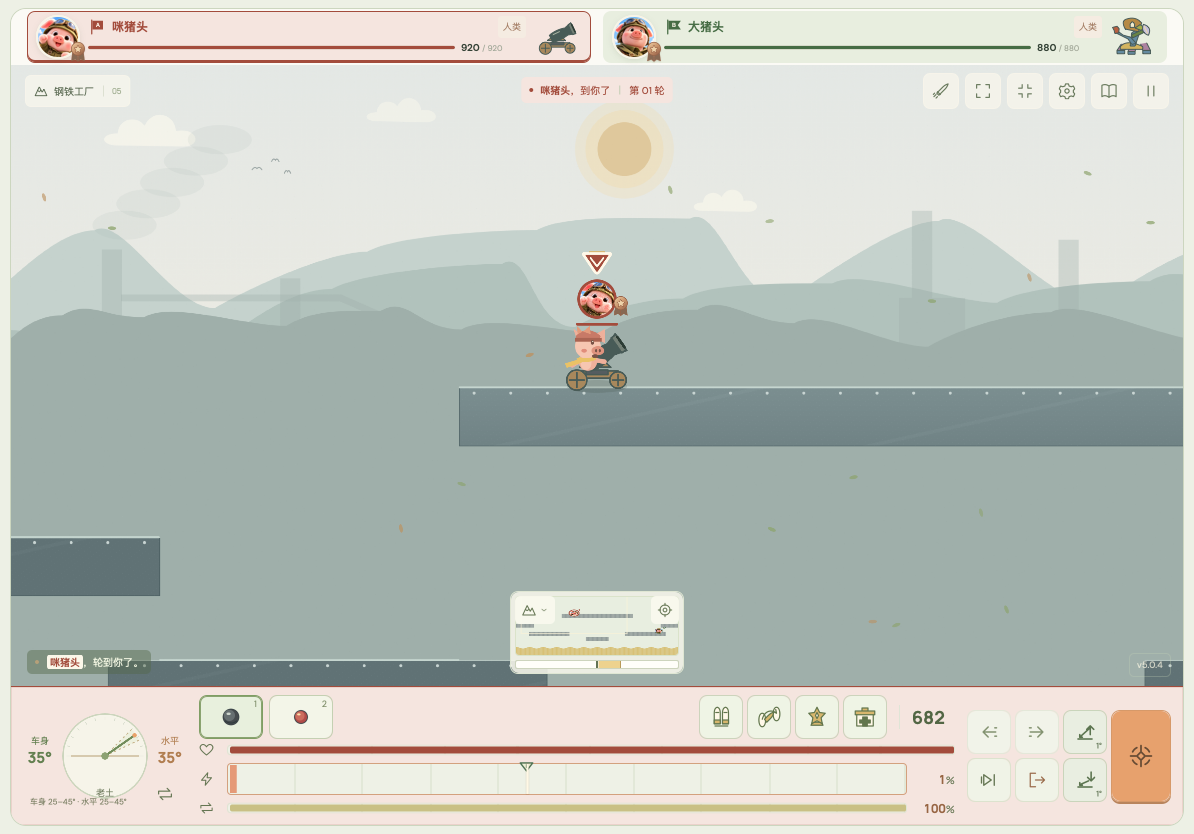 A 咪猪头
人类
920 / 920
B 大猪头
人类
880 / 880
钢铁工厂 05
咪猪头，到你了 第 01 轮
咪猪头，轮到你了。
v5.0.4
1
2
682
车身
35°
水平
35°
老土
车身 25–45° · 水平 25–45°
1%
100%
1°
1°